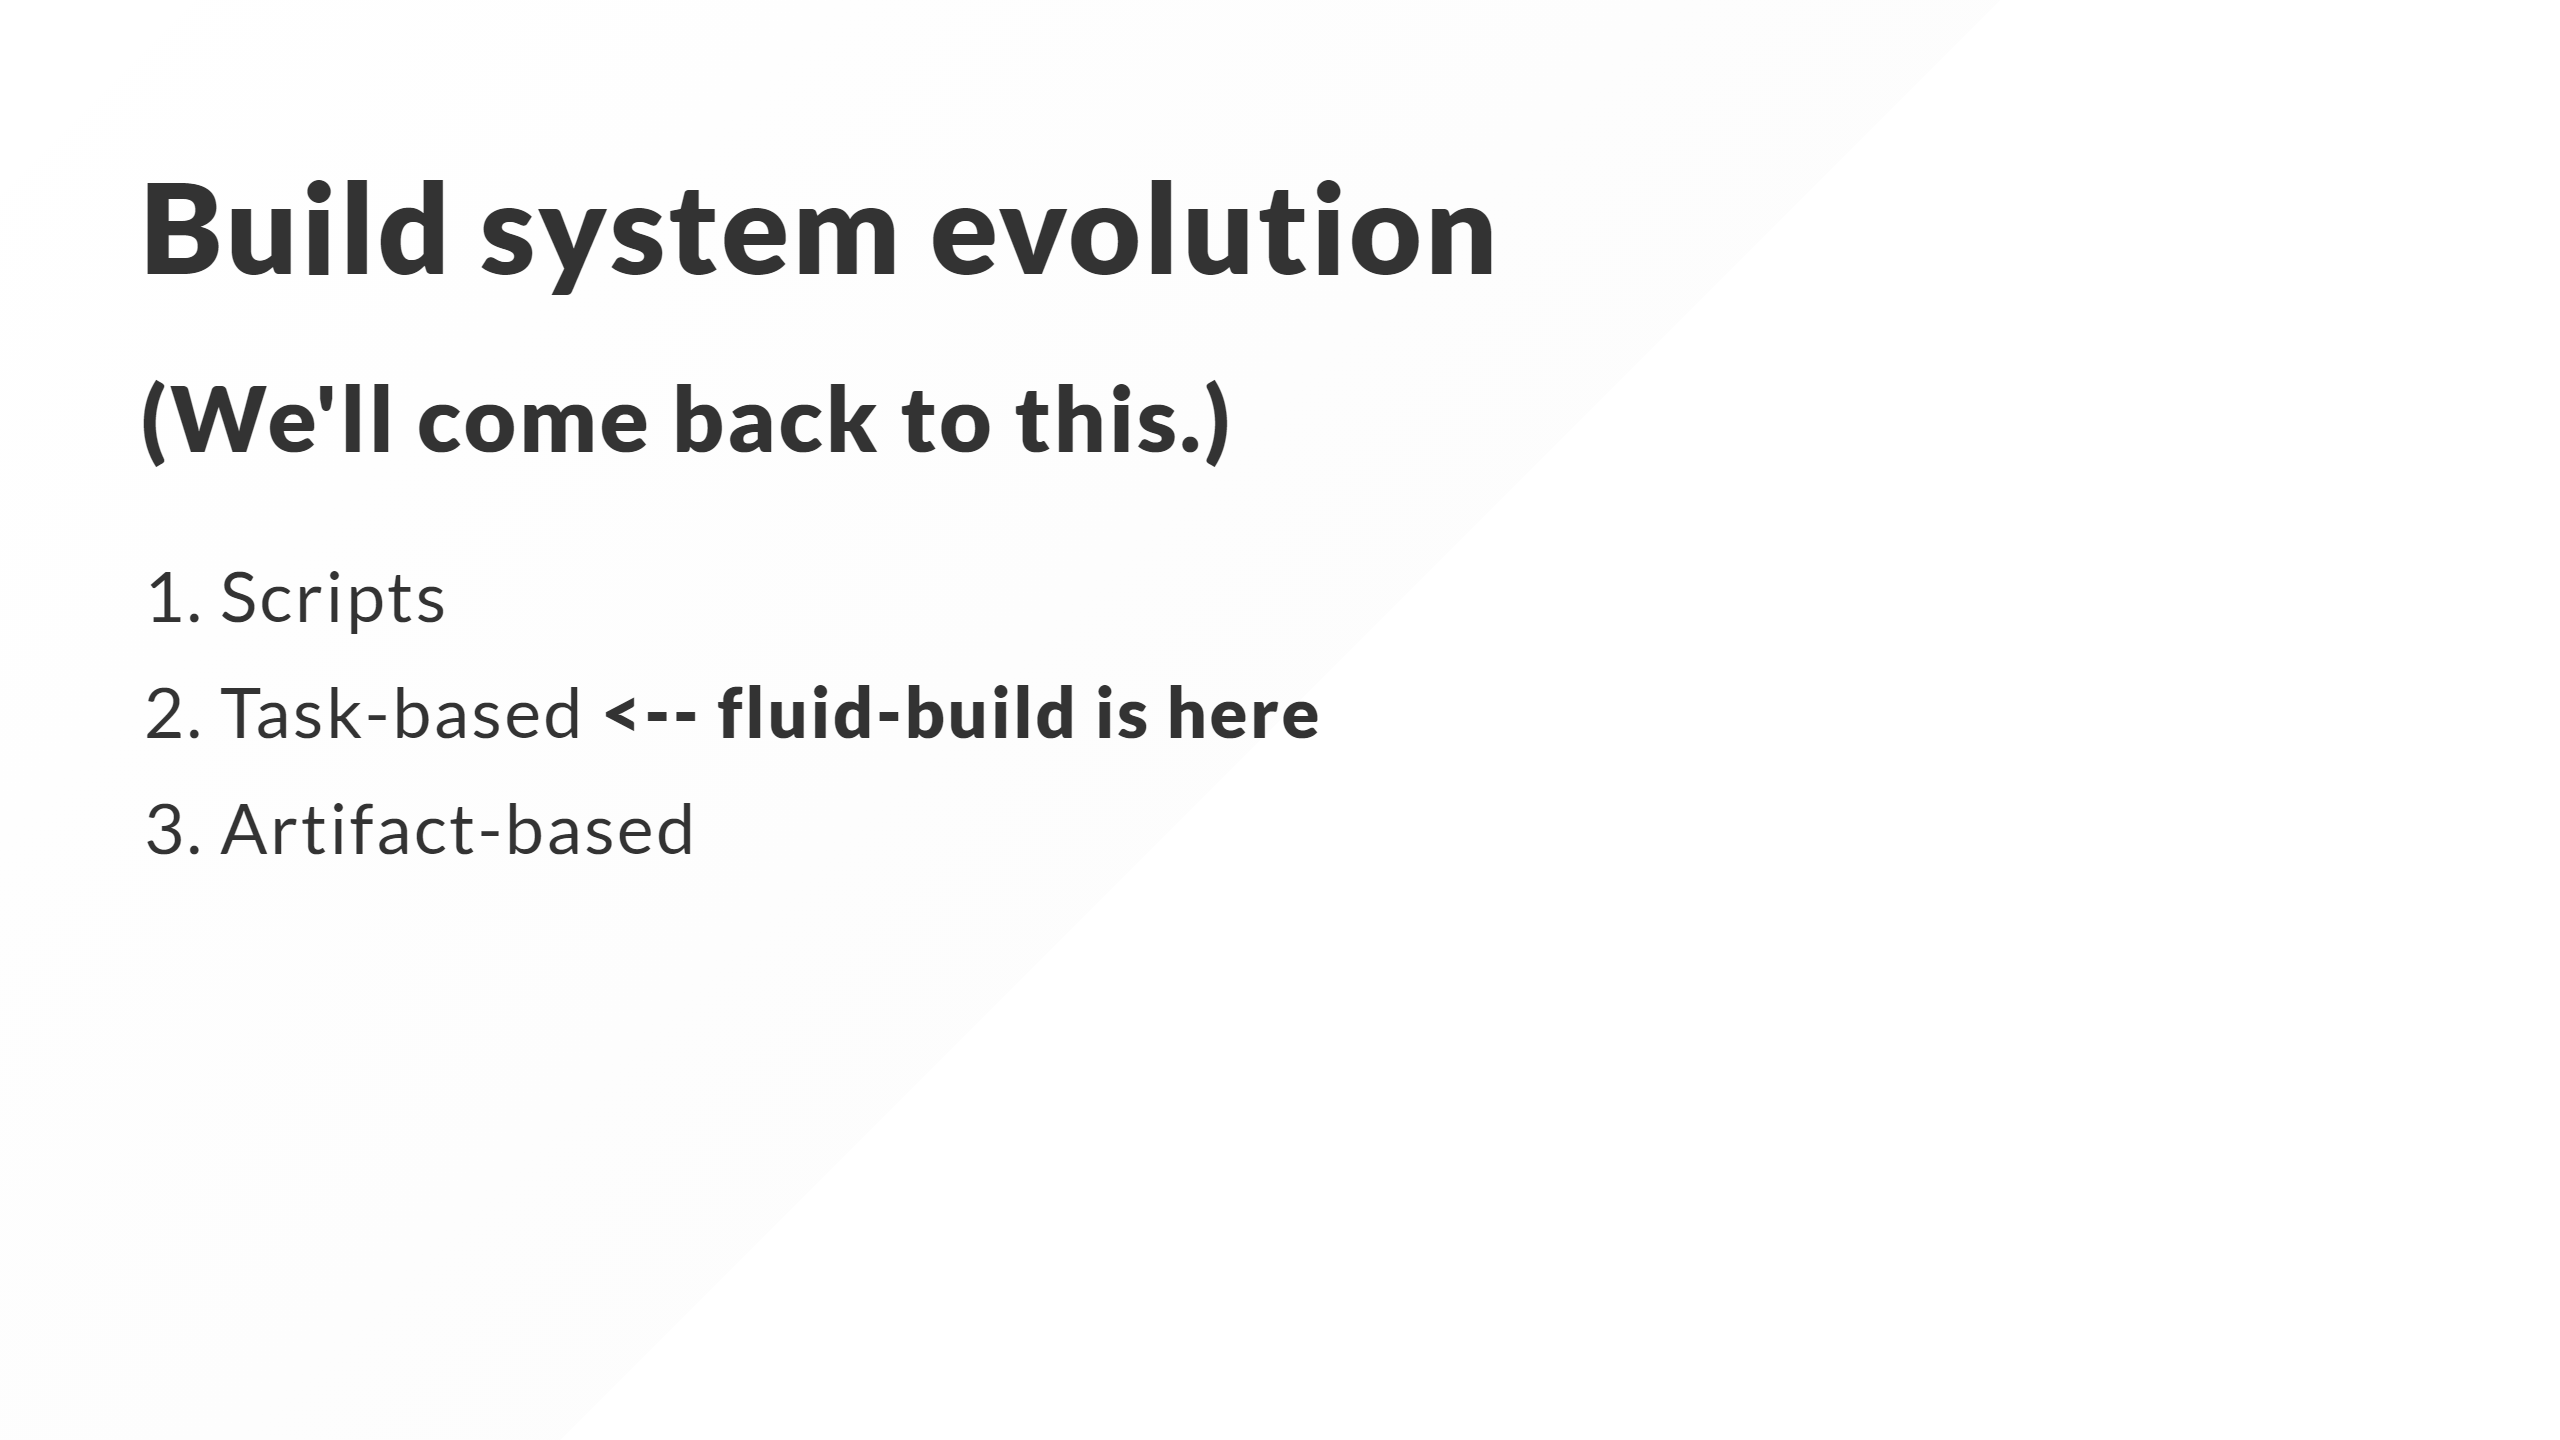 Build system evolution
(We'll come back to this.)
1. Scripts
2. Task-based <-- fluid-build is here
3. Artifact-based